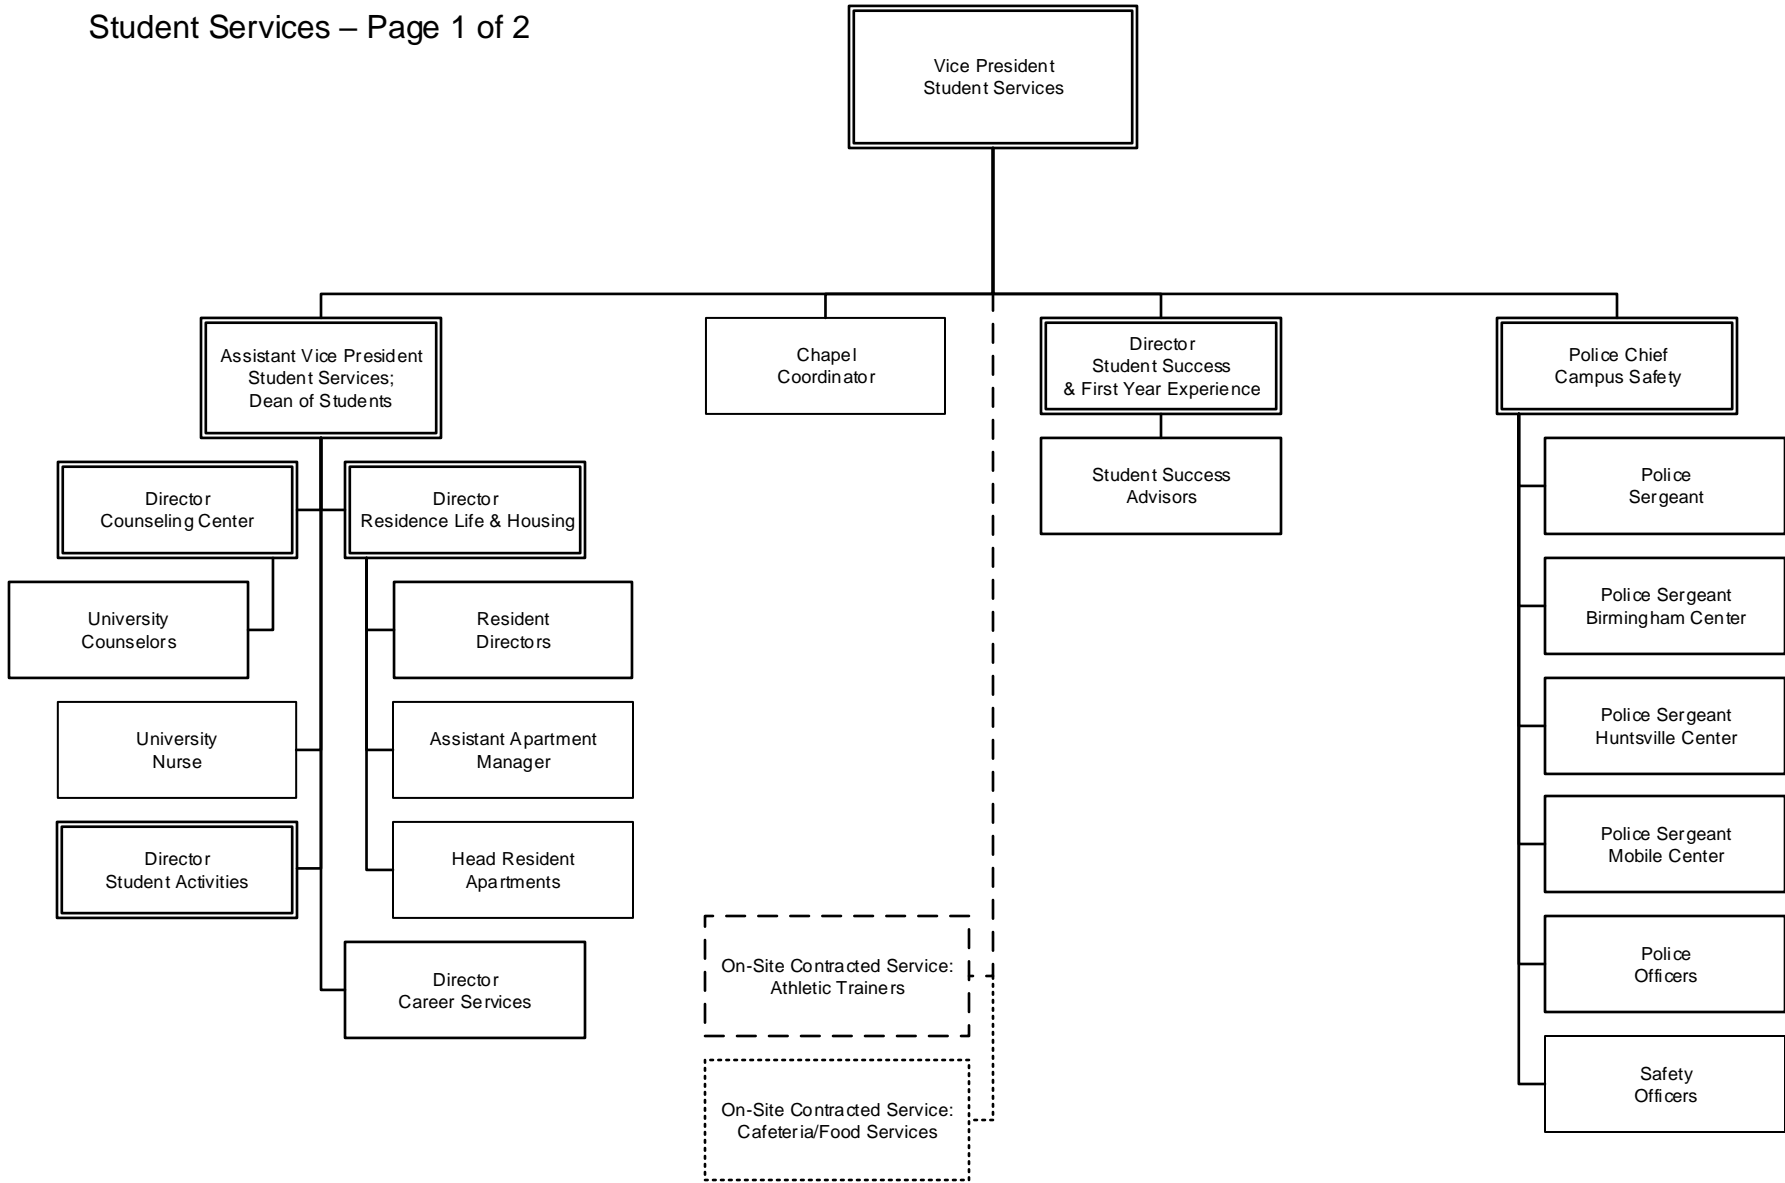 Student Services – Page 1 of 2
Vice President
Student Services
Assistant Vice President
Student Services;
Dean of Students
Chapel
Coordinator
Director
Student Success
& First Year Experience
Police Chief
Campus Safety
Director
Counseling Center
Director
Residence Life & Housing
Student Success
Advisors
Police
Sergeant
University
Counselors
Resident
Directors
Police Sergeant
Birmingham Center
University
Nurse
Assistant Apartment
Manager
Police Sergeant
Huntsville Center
Director
Student Activities
Head Resident
Apartments
Police Sergeant
Mobile Center
Director
Career Services
On-Site Contracted Service:
Athletic Trainers
Police
Officers
On-Site Contracted Service:
Cafeteria/Food Services
Safety
Officers